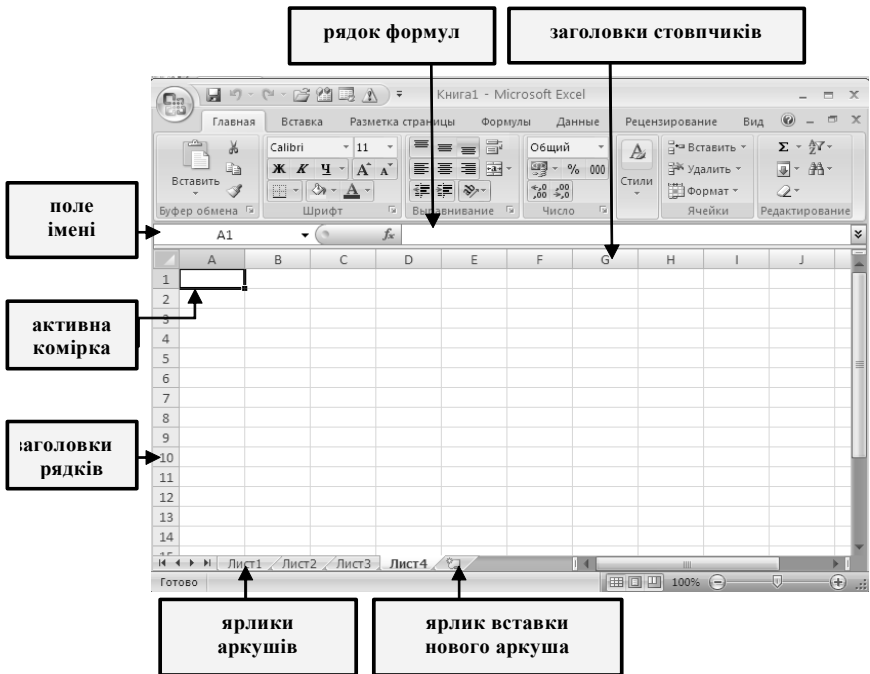 рядок формул
заголовки стовпчиків
Книга1 - Microsoft Excel
Главная Вставка Разметка страницы Формулы Данные Рецензирование Вид
Calibri 11 Общий
Вставить
Ж К Ч А А А
% 000
Стили
Вставить
Удалить
Формат
Σ
Буфер обмена Шрифт Выравнивание Число Ячейки Редактирование
поле
імені
A1
fx
A B C D E F G H I J
1
2
3
4
5
6
7
8
9
10
11
12
13
14
15
активна
комірка
заголовки
рядків
Лист1 Лист2 Лист3 Лист4
Готово 100%
ярлики
аркушів
ярлик вставки
нового аркуша